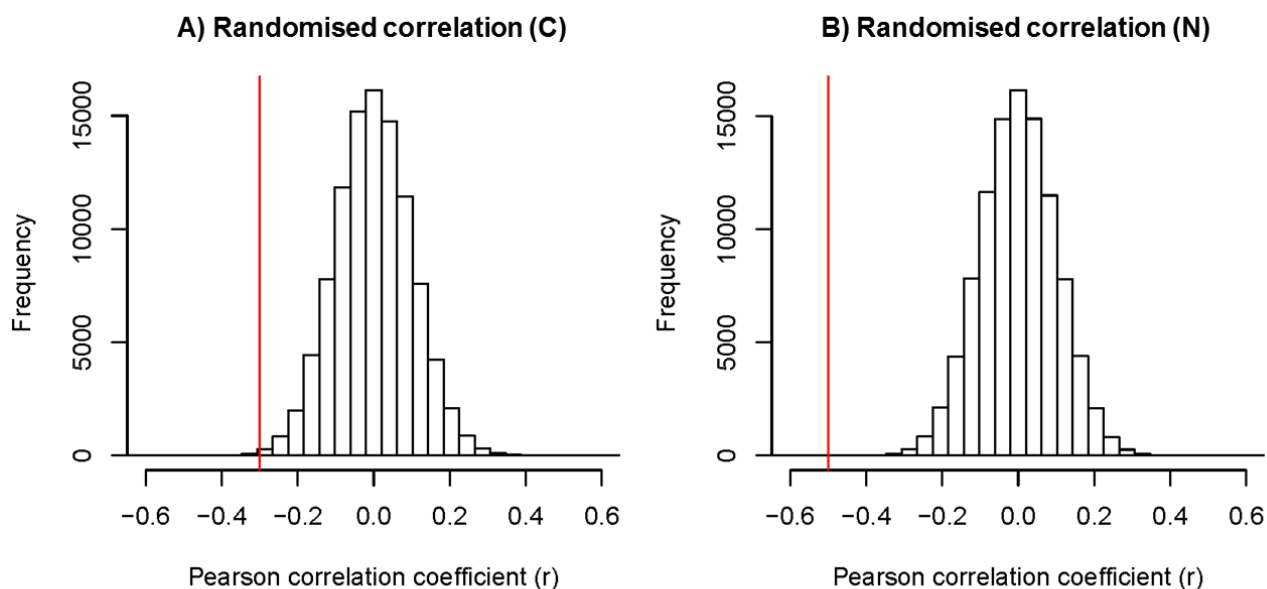 A) Randomised correlation (C)
Frequency
15000
10000
5000
0
−0.6 −0.4 −0.2 0.0 0.2 0.4 0.6
Pearson correlation coefficient (r)
B) Randomised correlation (N)
Frequency
15000
10000
5000
0
−0.6 −0.4 −0.2 0.0 0.2 0.4 0.6
Pearson correlation coefficient (r)